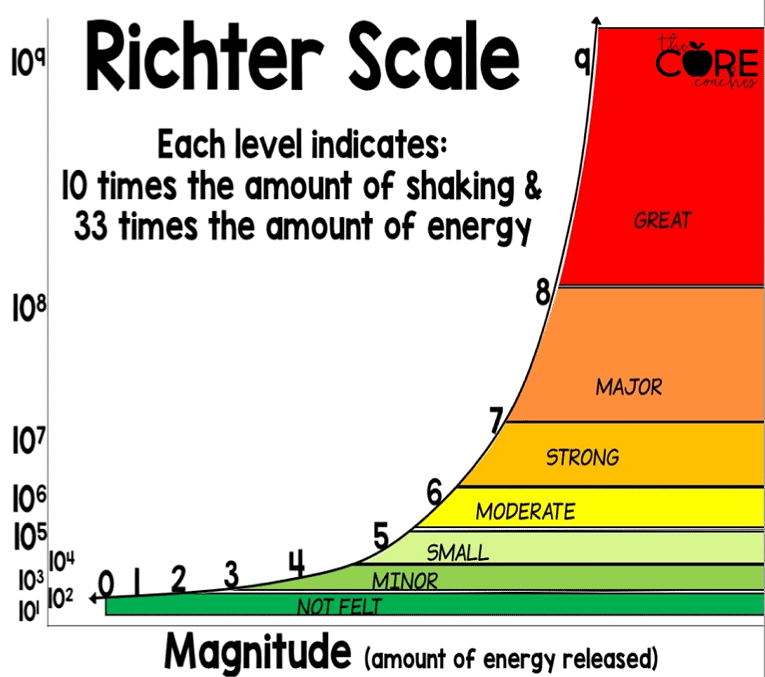 Richter Scale
the
CORE
coaches
Each level indicates:
10 times the amount of shaking &
33 times the amount of energy
10⁹
10⁸
10⁷
10⁶
10⁵
10⁴
10³
10²
10¹
0
1
2
3
4
5
6
7
8
9
GREAT
MAJOR
STRONG
MODERATE
SMALL
MINOR
NOT FELT
Magnitude (amount of energy released)